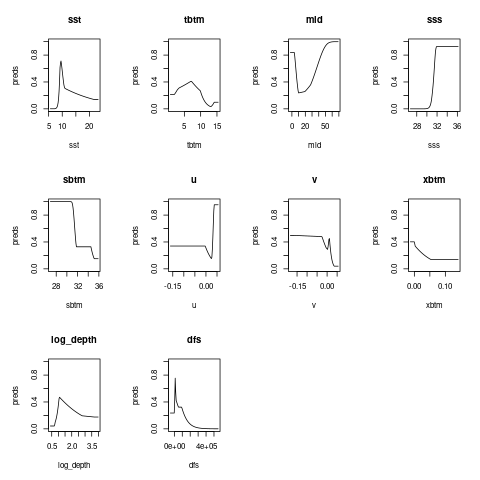 sst
preds
0.0 0.4 0.8
5 10 20
sst
tbtm
preds
0.0 0.4 0.8
5 10 15
tbtm
mld
preds
0.0 0.4 0.8
0 20 50
mld
sss
preds
0.0 0.4 0.8
28 32 36
sss
sbtm
preds
0.0 0.4 0.8
28 32 36
sbtm
u
preds
0.0 0.4 0.8
-0.15 0.00
u
v
preds
0.0 0.4 0.8
-0.15 0.00
v
xbtm
preds
0.0 0.4 0.8
0.00 0.10
xbtm
log_depth
preds
0.0 0.4 0.8
0.5 2.0 3.5
log_depth
dfs
preds
0.0 0.4 0.8
0e+00 4e+05
dfs